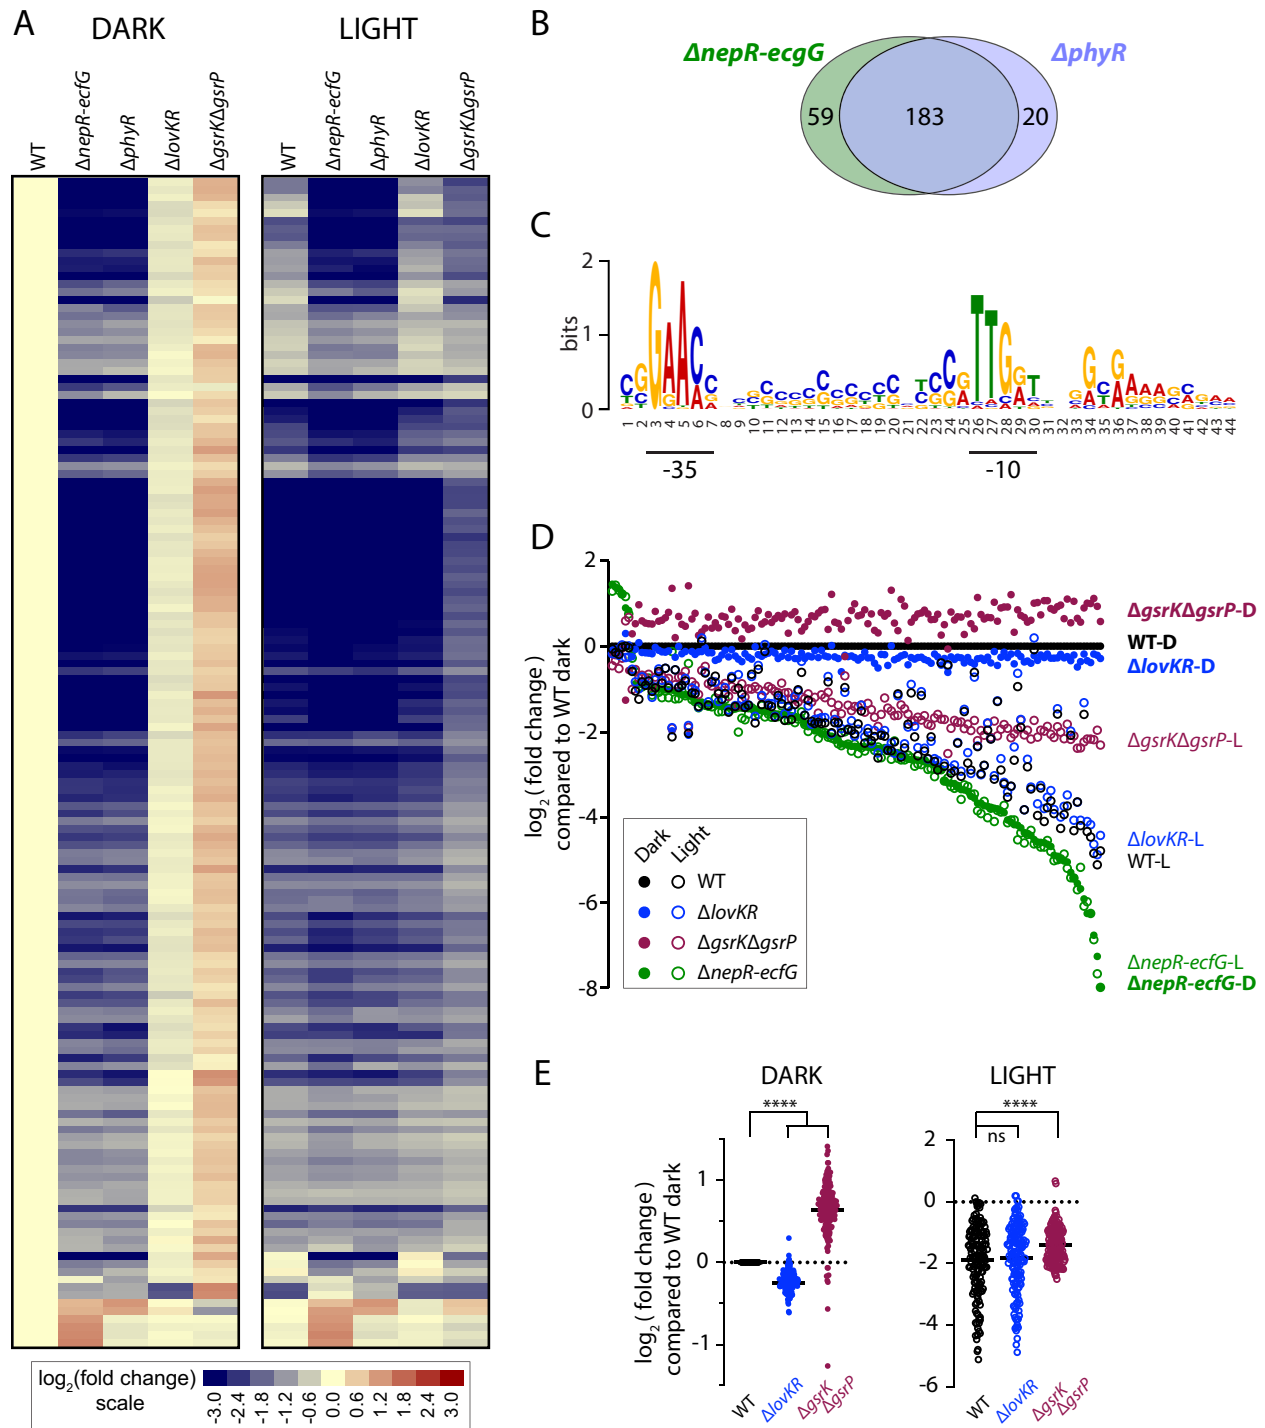 A
DARK
LIGHT
WT
ΔnepR-ecfG
ΔphyR
ΔlovKR
ΔgsrKΔgsrP
WT
ΔnepR-ecfG
ΔphyR
ΔlovKR
ΔgsrKΔgsrP
log2(fold change)
scale
-3.0
-2.4
-1.8
-1.2
-0.6
0.0
0.6
1.2
1.8
2.4
3.0
B
ΔnepR-ecgG
ΔphyR
59
183
20
C
bits
2
1
0
1 2 3 4 5 6 7 8 9 10 11 12 13 14 15 16 17 18 19 20 21 22 23 24 25 26 27 28 29 30 31 32 33 34 35 36 37 38 39 40 41 42 43 44
-35
-10
D
log2(fold change)
compared to WT dark
2
0
-2
-4
-6
-8
ΔgsrKΔgsrP-D
WT-D
ΔlovKR-D
ΔgsrKΔgsrP-L
ΔlovKR-L
WT-L
ΔnepR-ecfG-L
ΔnepR-ecfG-D
Dark
Light
WT
ΔlovKR
ΔgsrKΔgsrP
ΔnepR-ecfG
E
DARK
****
log2(fold change)
compared to WT dark
1
0
-1
WT
ΔlovKR
ΔgsrK
ΔgsrP
LIGHT
****
ns
2
0
-2
-4
-6
WT
ΔlovKR
ΔgsrK
ΔgsrP